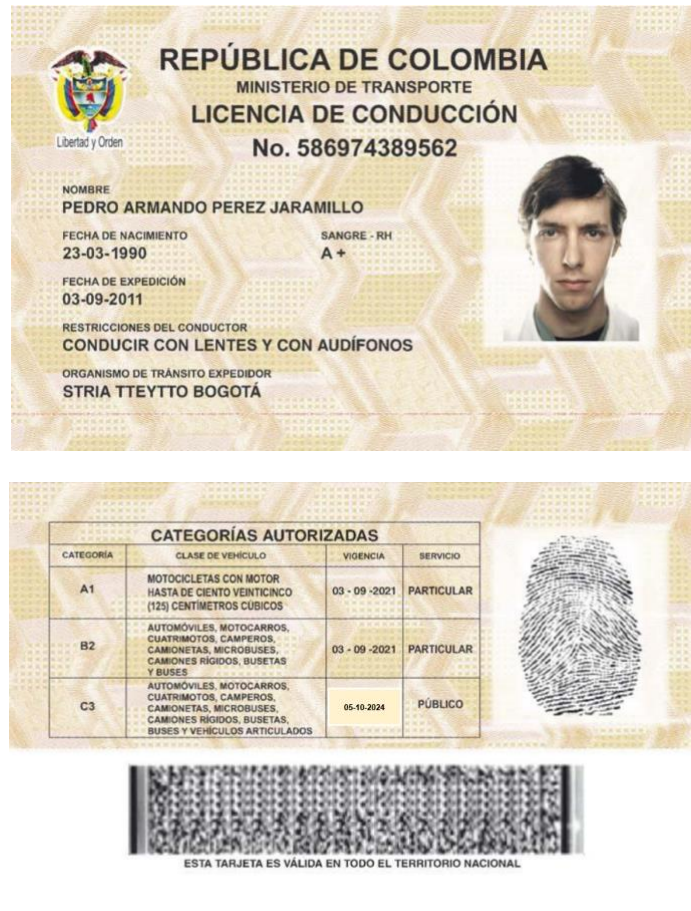 REPÚBLICA DE COLOMBIA
MINISTERIO DE TRANSPORTE
LICENCIA DE CONDUCCIÓN
No. 586974389562
Libertad y Orden
NOMBRE
PEDRO ARMANDO PEREZ JARAMILLO
FECHA DE NACIMIENTO SANGRE - RH
23-03-1990 A +
FECHA DE EXPEDICIÓN
03-09-2011
RESTRICCIONES DEL CONDUCTOR
CONDUCIR CON LENTES Y CON AUDÍFONOS
ORGANISMO DE TRÁNSITO EXPEDIDOR
STRIA TTEYTTO BOGOTÁ
CATEGORÍAS AUTORIZADAS
CATEGORÍA CLASE DE VEHÍCULO VIGENCIA SERVICIO
A1
MOTOCICLETAS CON MOTOR
HASTA DE CIENTO VEINTICINCO
(125) CENTÍMETROS CÚBICOS
03 - 09 -2021 PARTICULAR
B2
AUTOMÓVILES, MOTOCARROS,
CUATRIMOTOS, CAMPEROS,
CAMIONETAS, MICROBUSES,
CAMIONES RÍGIDOS, BUSETAS
Y BUSES
03 - 09 -2021 PARTICULAR
C3
AUTOMÓVILES, MOTOCARROS,
CUATRIMOTOS, CAMPEROS,
CAMIONETAS, MICROBUSES,
CAMIONES RÍGIDOS, BUSETAS,
BUSES Y VEHÍCULOS ARTICULADOS
05-10-2024 PÚBLICO
ESTA TARJETA ES VÁLIDA EN TODO EL TERRITORIO NACIONAL